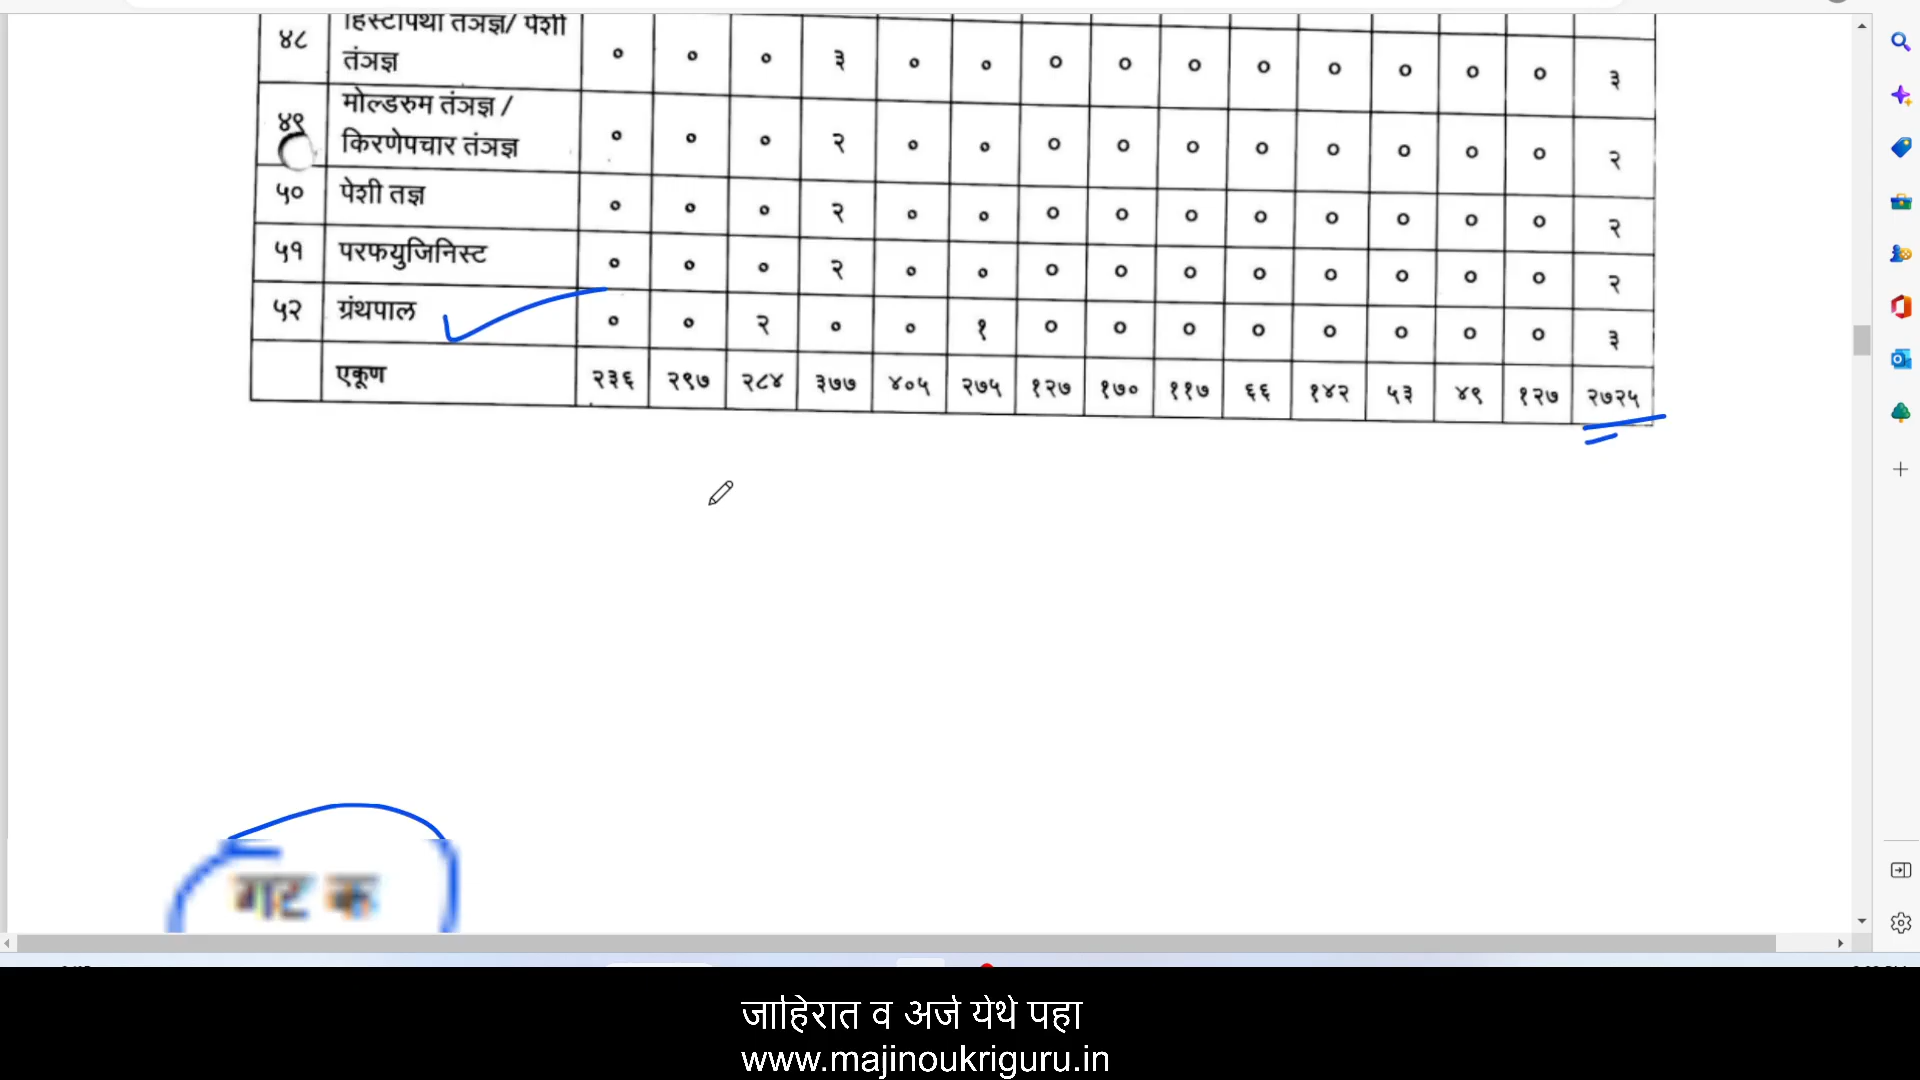 ४८ हिस्टोपॅथी तंञज्ञ/ पेशी
तंञज्ञ ० ० ० ३ ० ० ० ० ० ० ० ० ० ० ३
४९ मोल्डरुम तंञज्ञ /
किरणेपचार तंञज्ञ ० ० ० २ ० ० ० ० ० ० ० ० ० ० २
५० पेशी तज्ञ ० ० ० २ ० ० ० ० ० ० ० ० ० ० २
५१ परफयुजिनिस्ट ० ० ० २ ० ० ० ० ० ० ० ० ० ० २
५२ ग्रंथपाल ० ० २ ० ० १ ० ० ० ० ० ० ० ० ३
एकूण २३६ २९७ २८४ ३७७ ४०५ २७५ १२७ १७० ११७ ६६ १४२ ५३ ४९ १२७ २७२५
गट क
जाहिरात व अर्ज येथे पहा
www.majinoukriguru.in